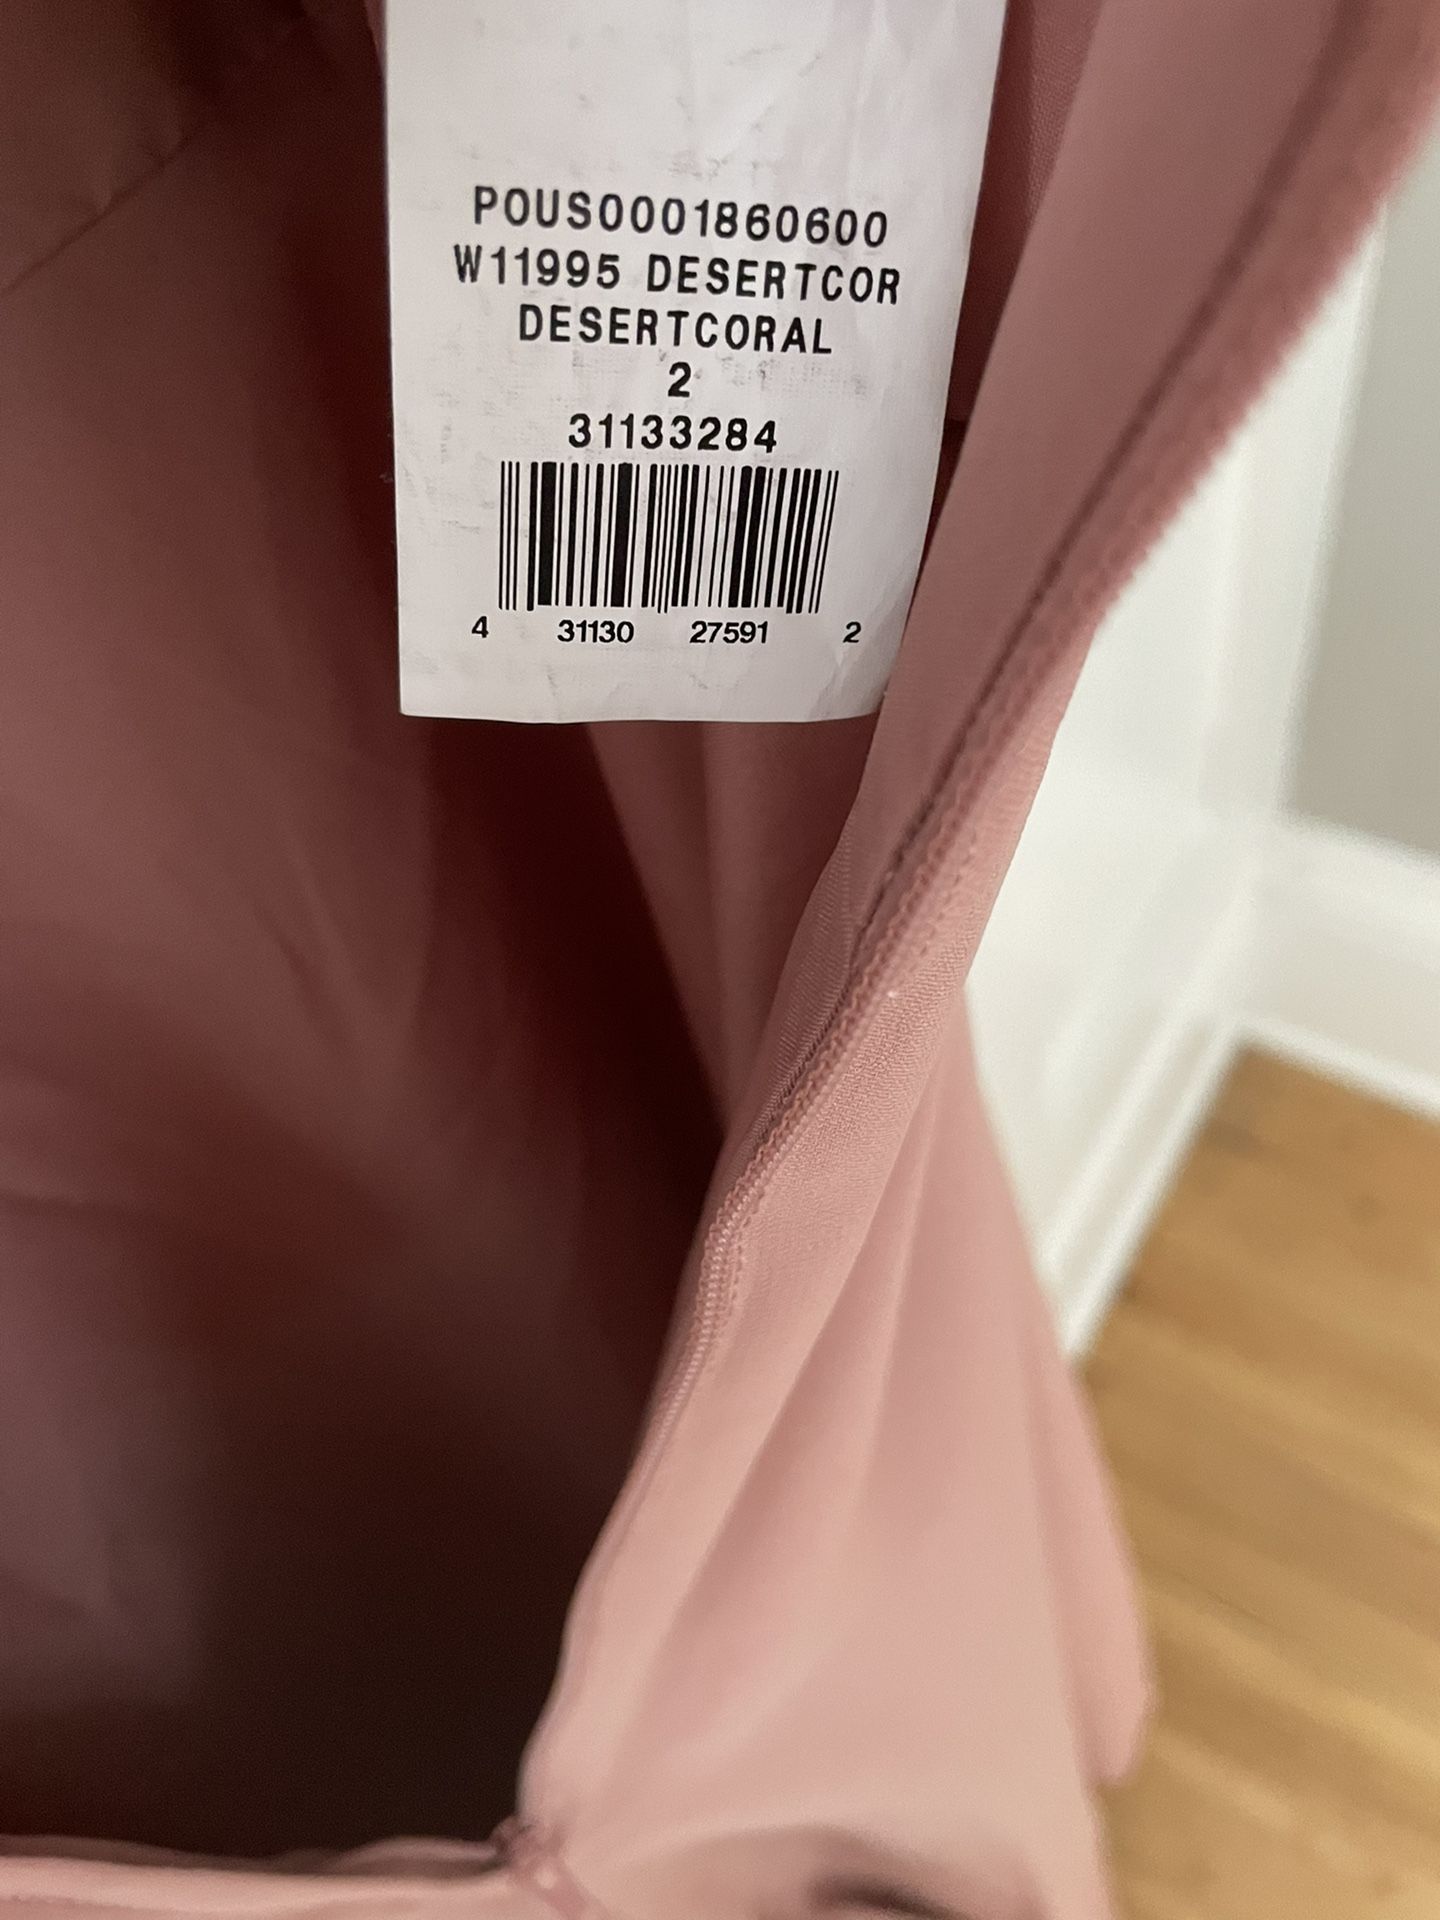 POUS0001860600
W11995 DESERTCOR
DESERTCORAL
2
31133284
4 31130 27591 2